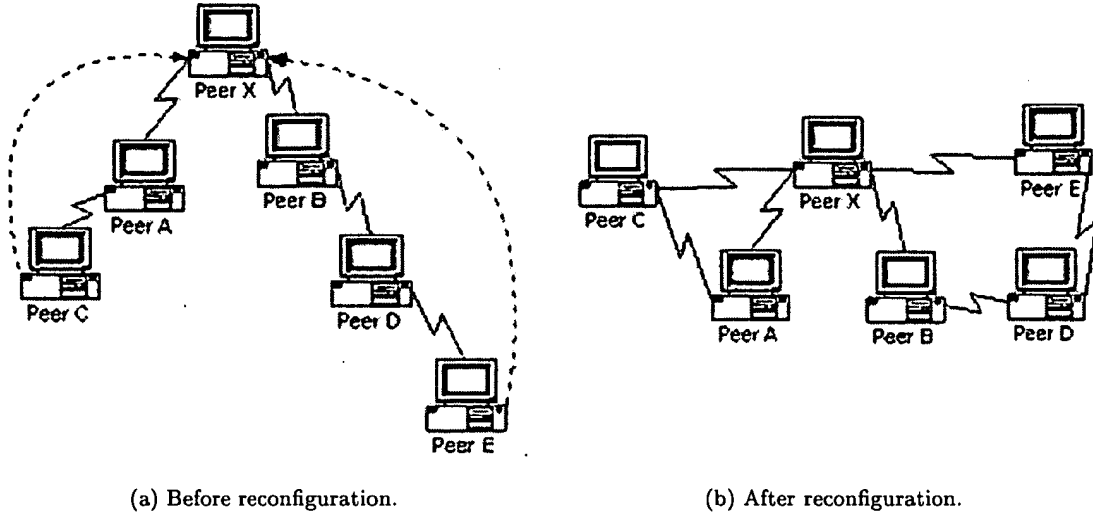 Peer X
Peer A
Peer B
Peer C
Peer D
Peer E
(a) Before reconfiguration.
Peer C
Peer X
Peer E
Peer A
Peer B
Peer D
(b) After reconfiguration.